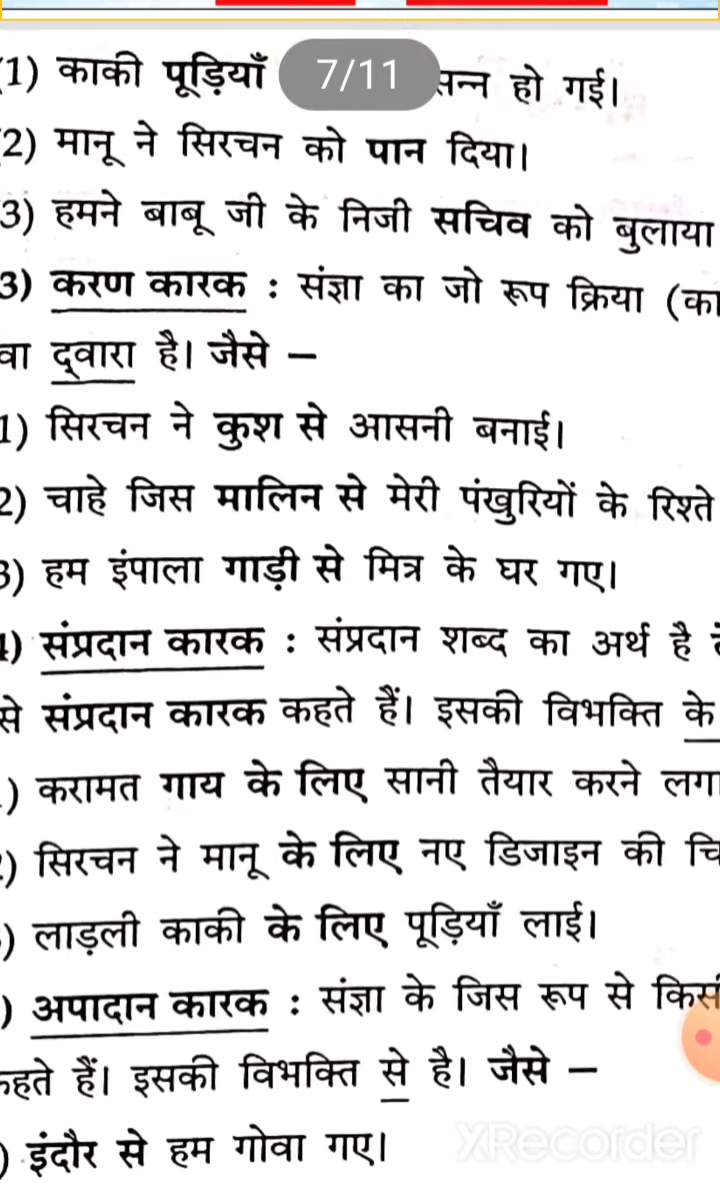 1) काकी पूड़ियाँ 7/11 हो गई।
2) मानू ने सिरचन को पान दिया।
3) हमने बाबू जी के निजी सचिव को बुलाया
3) करण कारक : संज्ञा का जो रूप क्रिया (का
वा द्वारा है। जैसे –
1) सिरचन ने कुश से आसनी बनाई।
2) चाहे जिस मालिन से मेरी पंखुरियों के रिश्ते
3) हम इंपाला गाड़ी से मित्र के घर गए।
) संप्रदान कारक : संप्रदान शब्द का अर्थ है
से संप्रदान कारक कहते हैं। इसकी विभक्ति के
) करामत गाय के लिए सानी तैयार करने लगा
) सिरचन ने मानू के लिए नए डिजाइन की चि
) लाड़ली काकी के लिए पूड़ियाँ लाई।
) अपादान कारक : संज्ञा के जिस रूप से किसी
कहते हैं। इसकी विभक्ति से है। जैसे –
) इंदौर से हम गोवा गए।
XRecorder